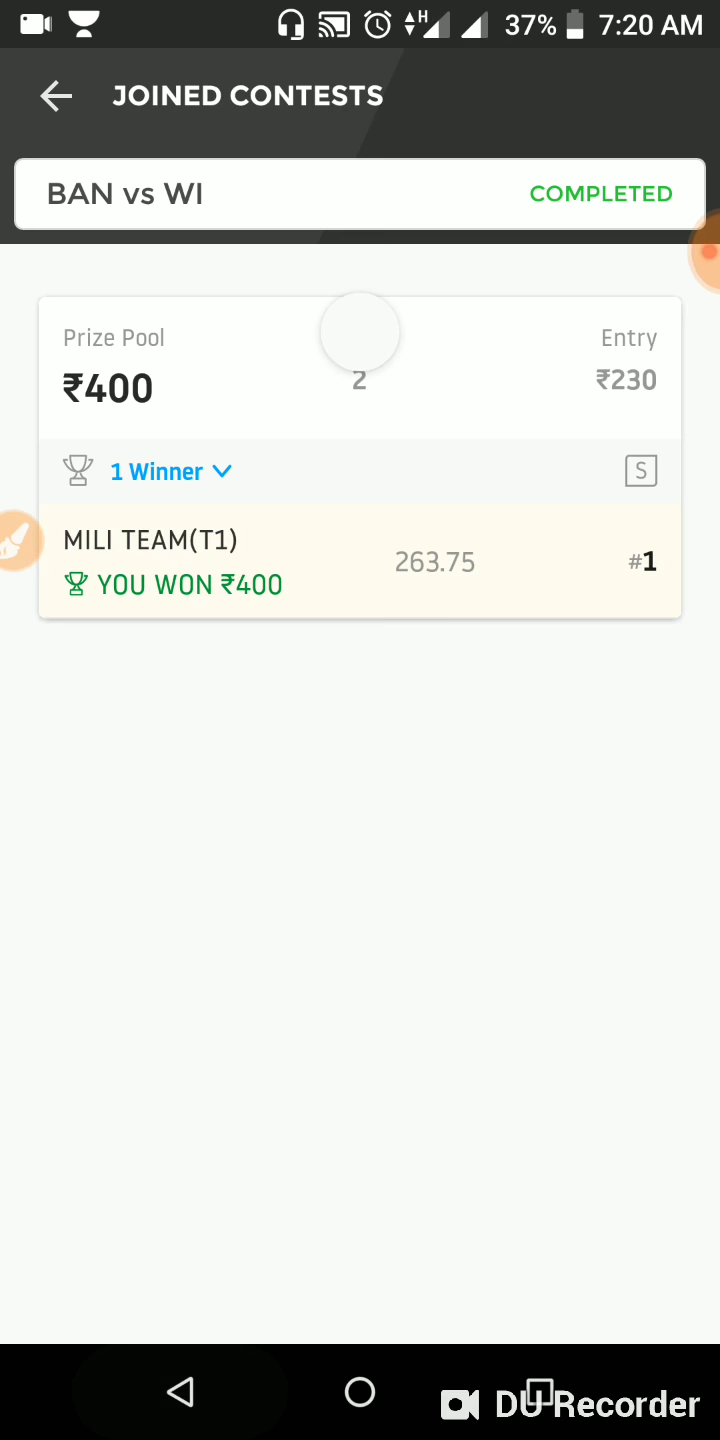 H 37% 7:20 AM
JOINED CONTESTS
BAN vs WI COMPLETED
Prize Pool Entry
₹400 2 ₹230
1 Winner S
MILI TEAM(T1) 263.75 #1
YOU WON ₹400
DU Recorder